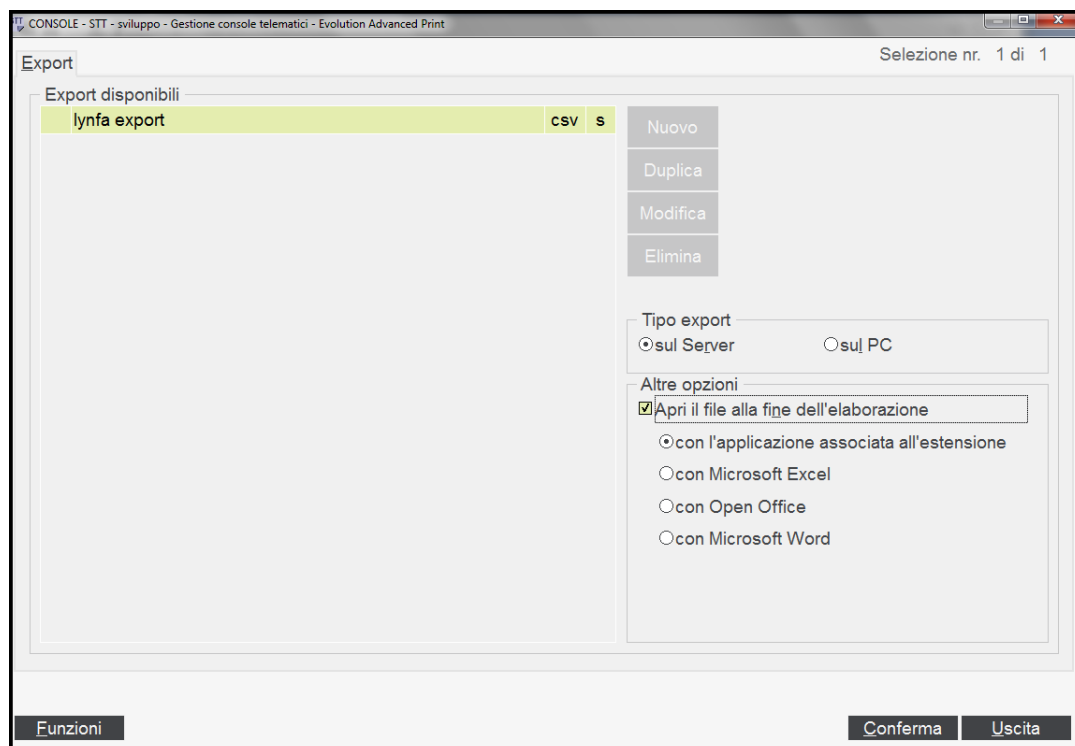 CONSOLE - STT - sviluppo - Gestione console telematici - Evolution Advanced Print
Selezione nr. 1 di 1
Export
Export disponibili
lynfa export csv s
Nuovo
Duplica
Modifica
Elimina
Tipo export
sul Server sul PC
Altre opzioni
Apri il file alla fine dell'elaborazione
con l'applicazione associata all'estensione
con Microsoft Excel
con Open Office
con Microsoft Word
Funzioni Conferma Uscita